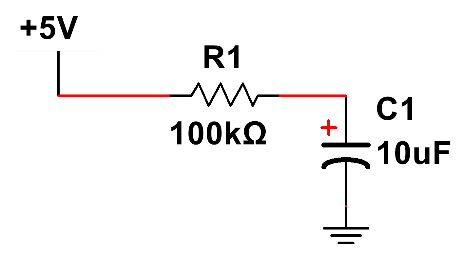 +5V
R1
100kΩ
C1
+
10uF